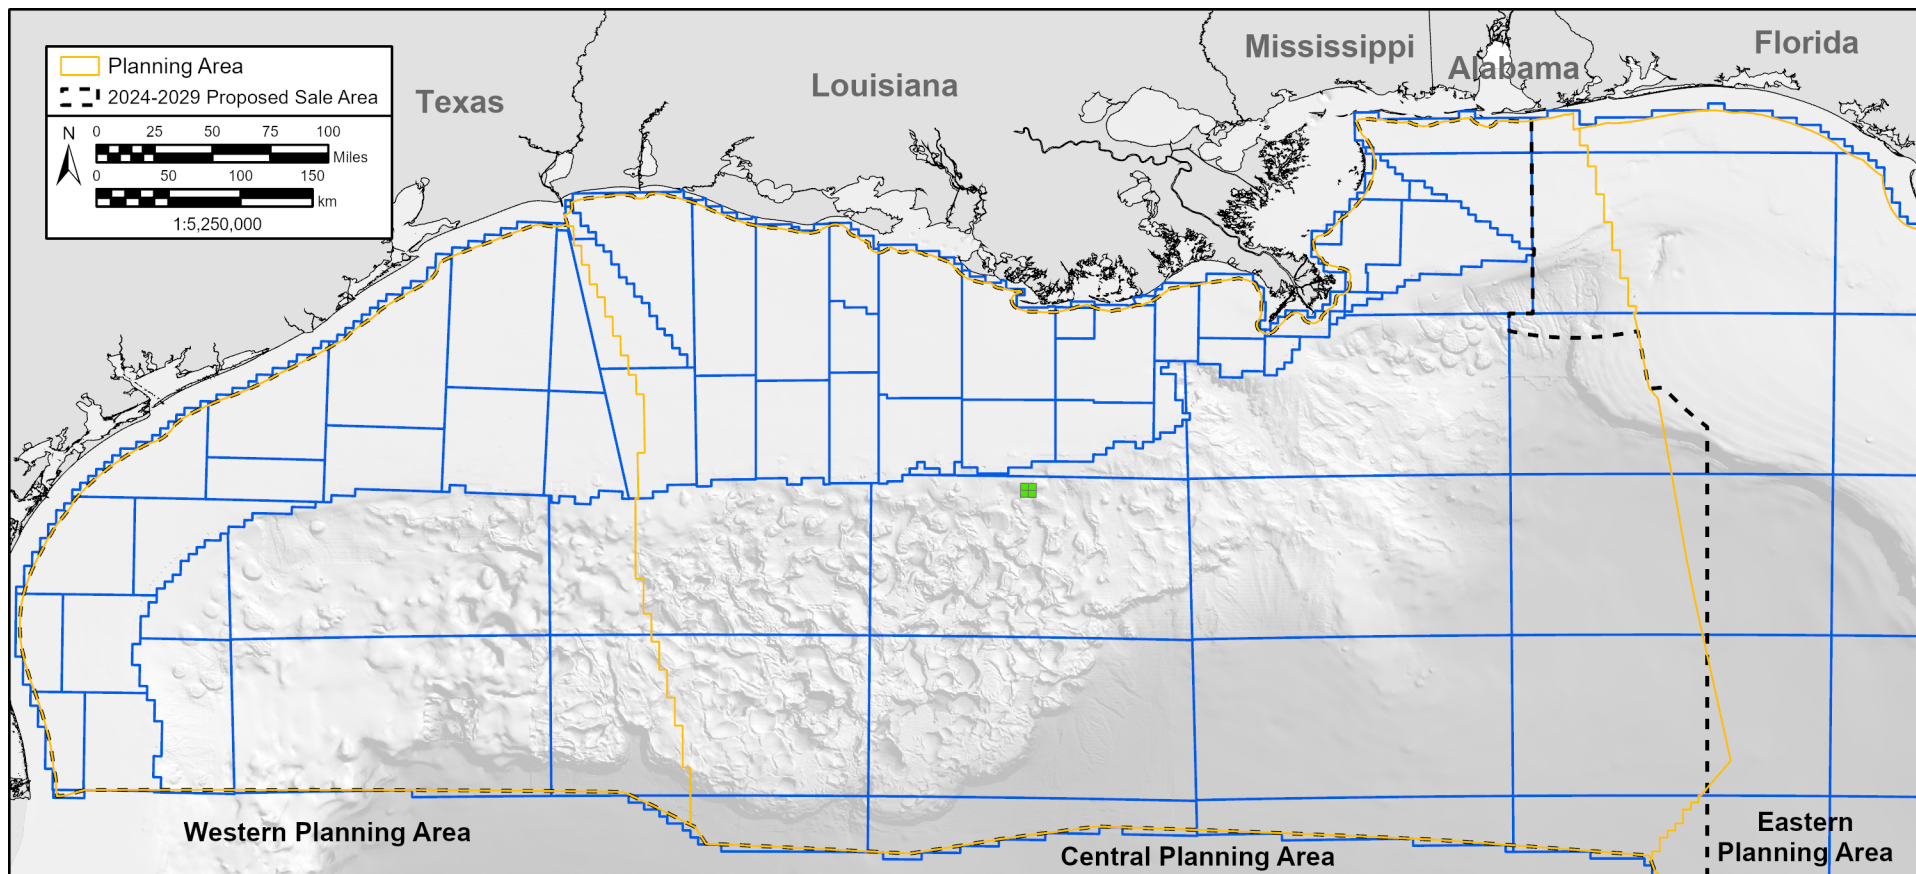 Planning Area
2024-2029 Proposed Sale Area
N
0 25 50 75 100
Miles
0 50 100 150
km
1:5,250,000
Texas
Louisiana
Mississippi
Alabama
Florida
Western Planning Area
Central Planning Area
Eastern
Planning Area